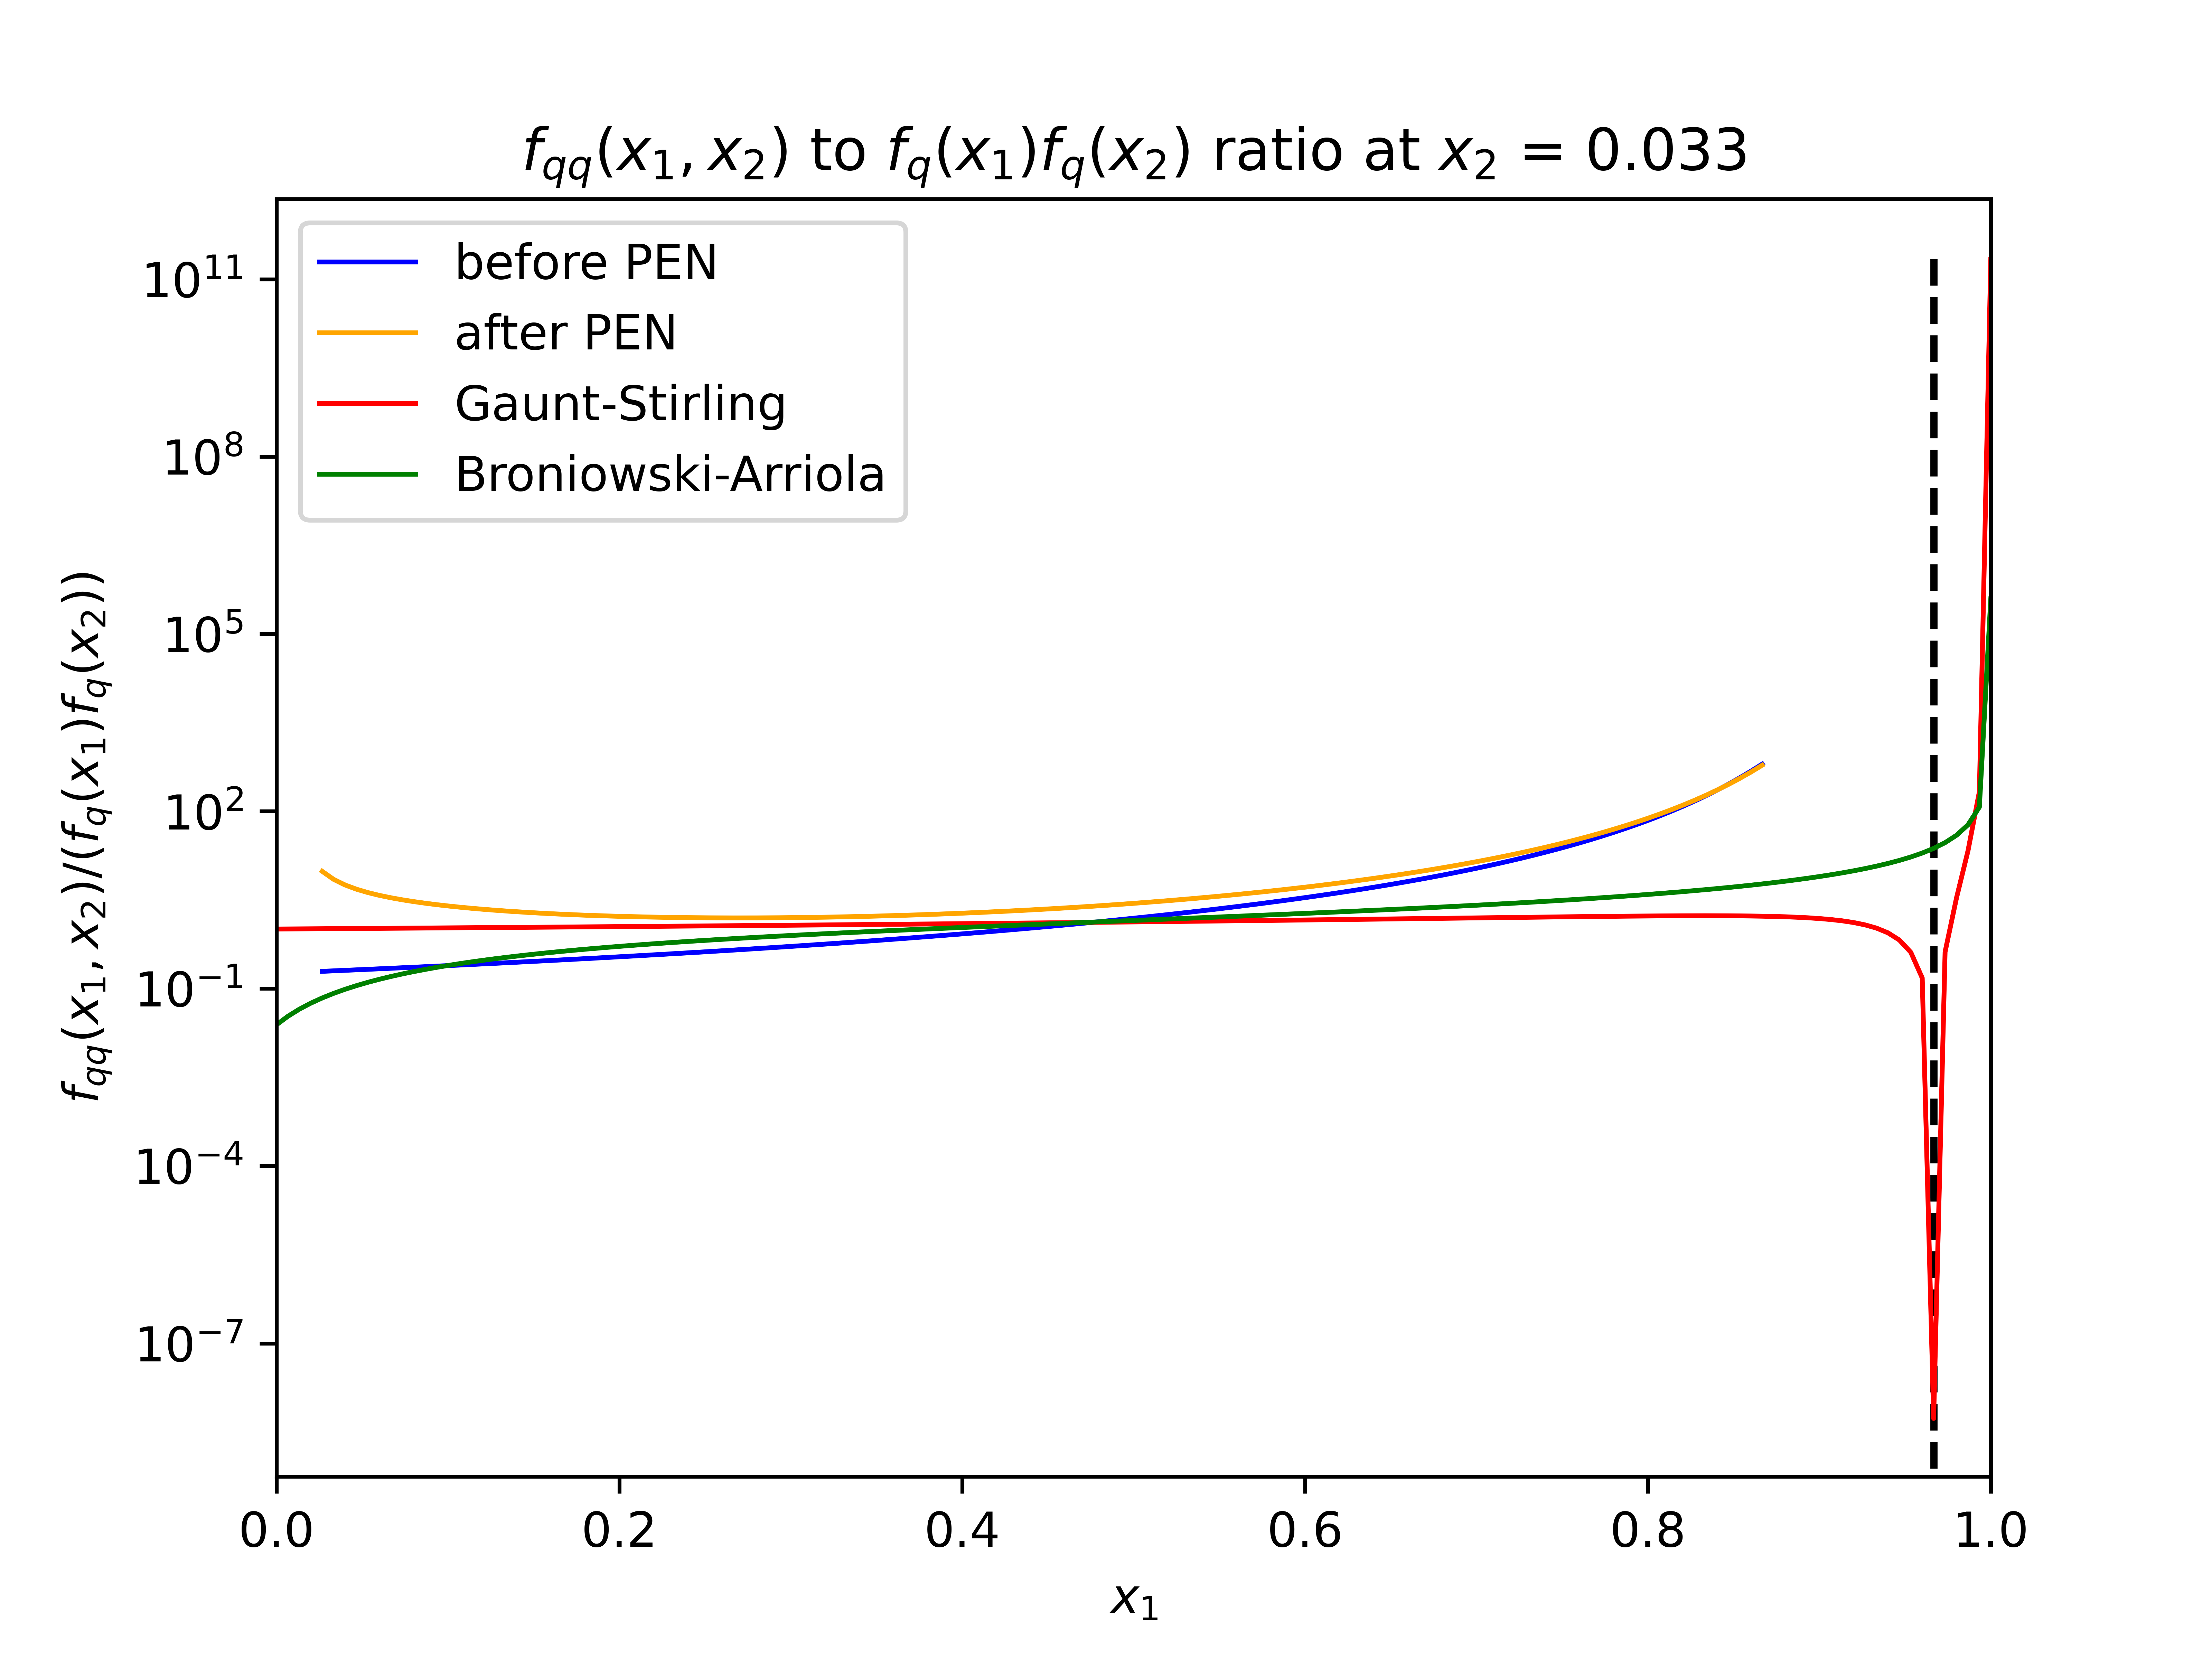 f_qq(x_1, x_2) to f_q(x_1)f_q(x_2) ratio at x_2 = 0.033
before PEN
after PEN
Gaunt-Stirling
Broniowski-Arriola
f_qq(x_1, x_2)/(f_q(x_1)f_q(x_2))
10^11
10^8
10^5
10^2
10^−1
10^−4
10^−7
0.0 0.2 0.4 0.6 0.8 1.0
x_1